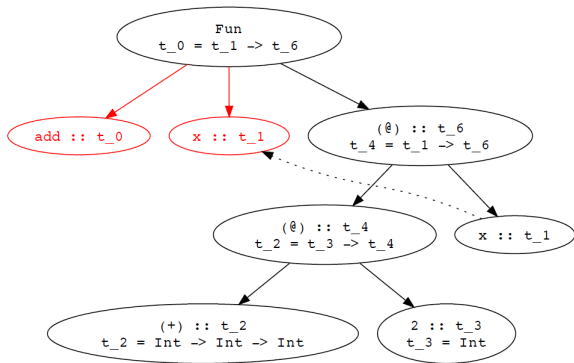 Fun
t_0 = t_1 -> t_6
add :: t_0
x :: t_1
(@) :: t_6
t_4 = t_1 -> t_6
(@) :: t_4
t_2 = t_3 -> t_4
x :: t_1
(+) :: t_2
t_2 = Int -> Int -> Int
2 :: t_3
t_3 = Int